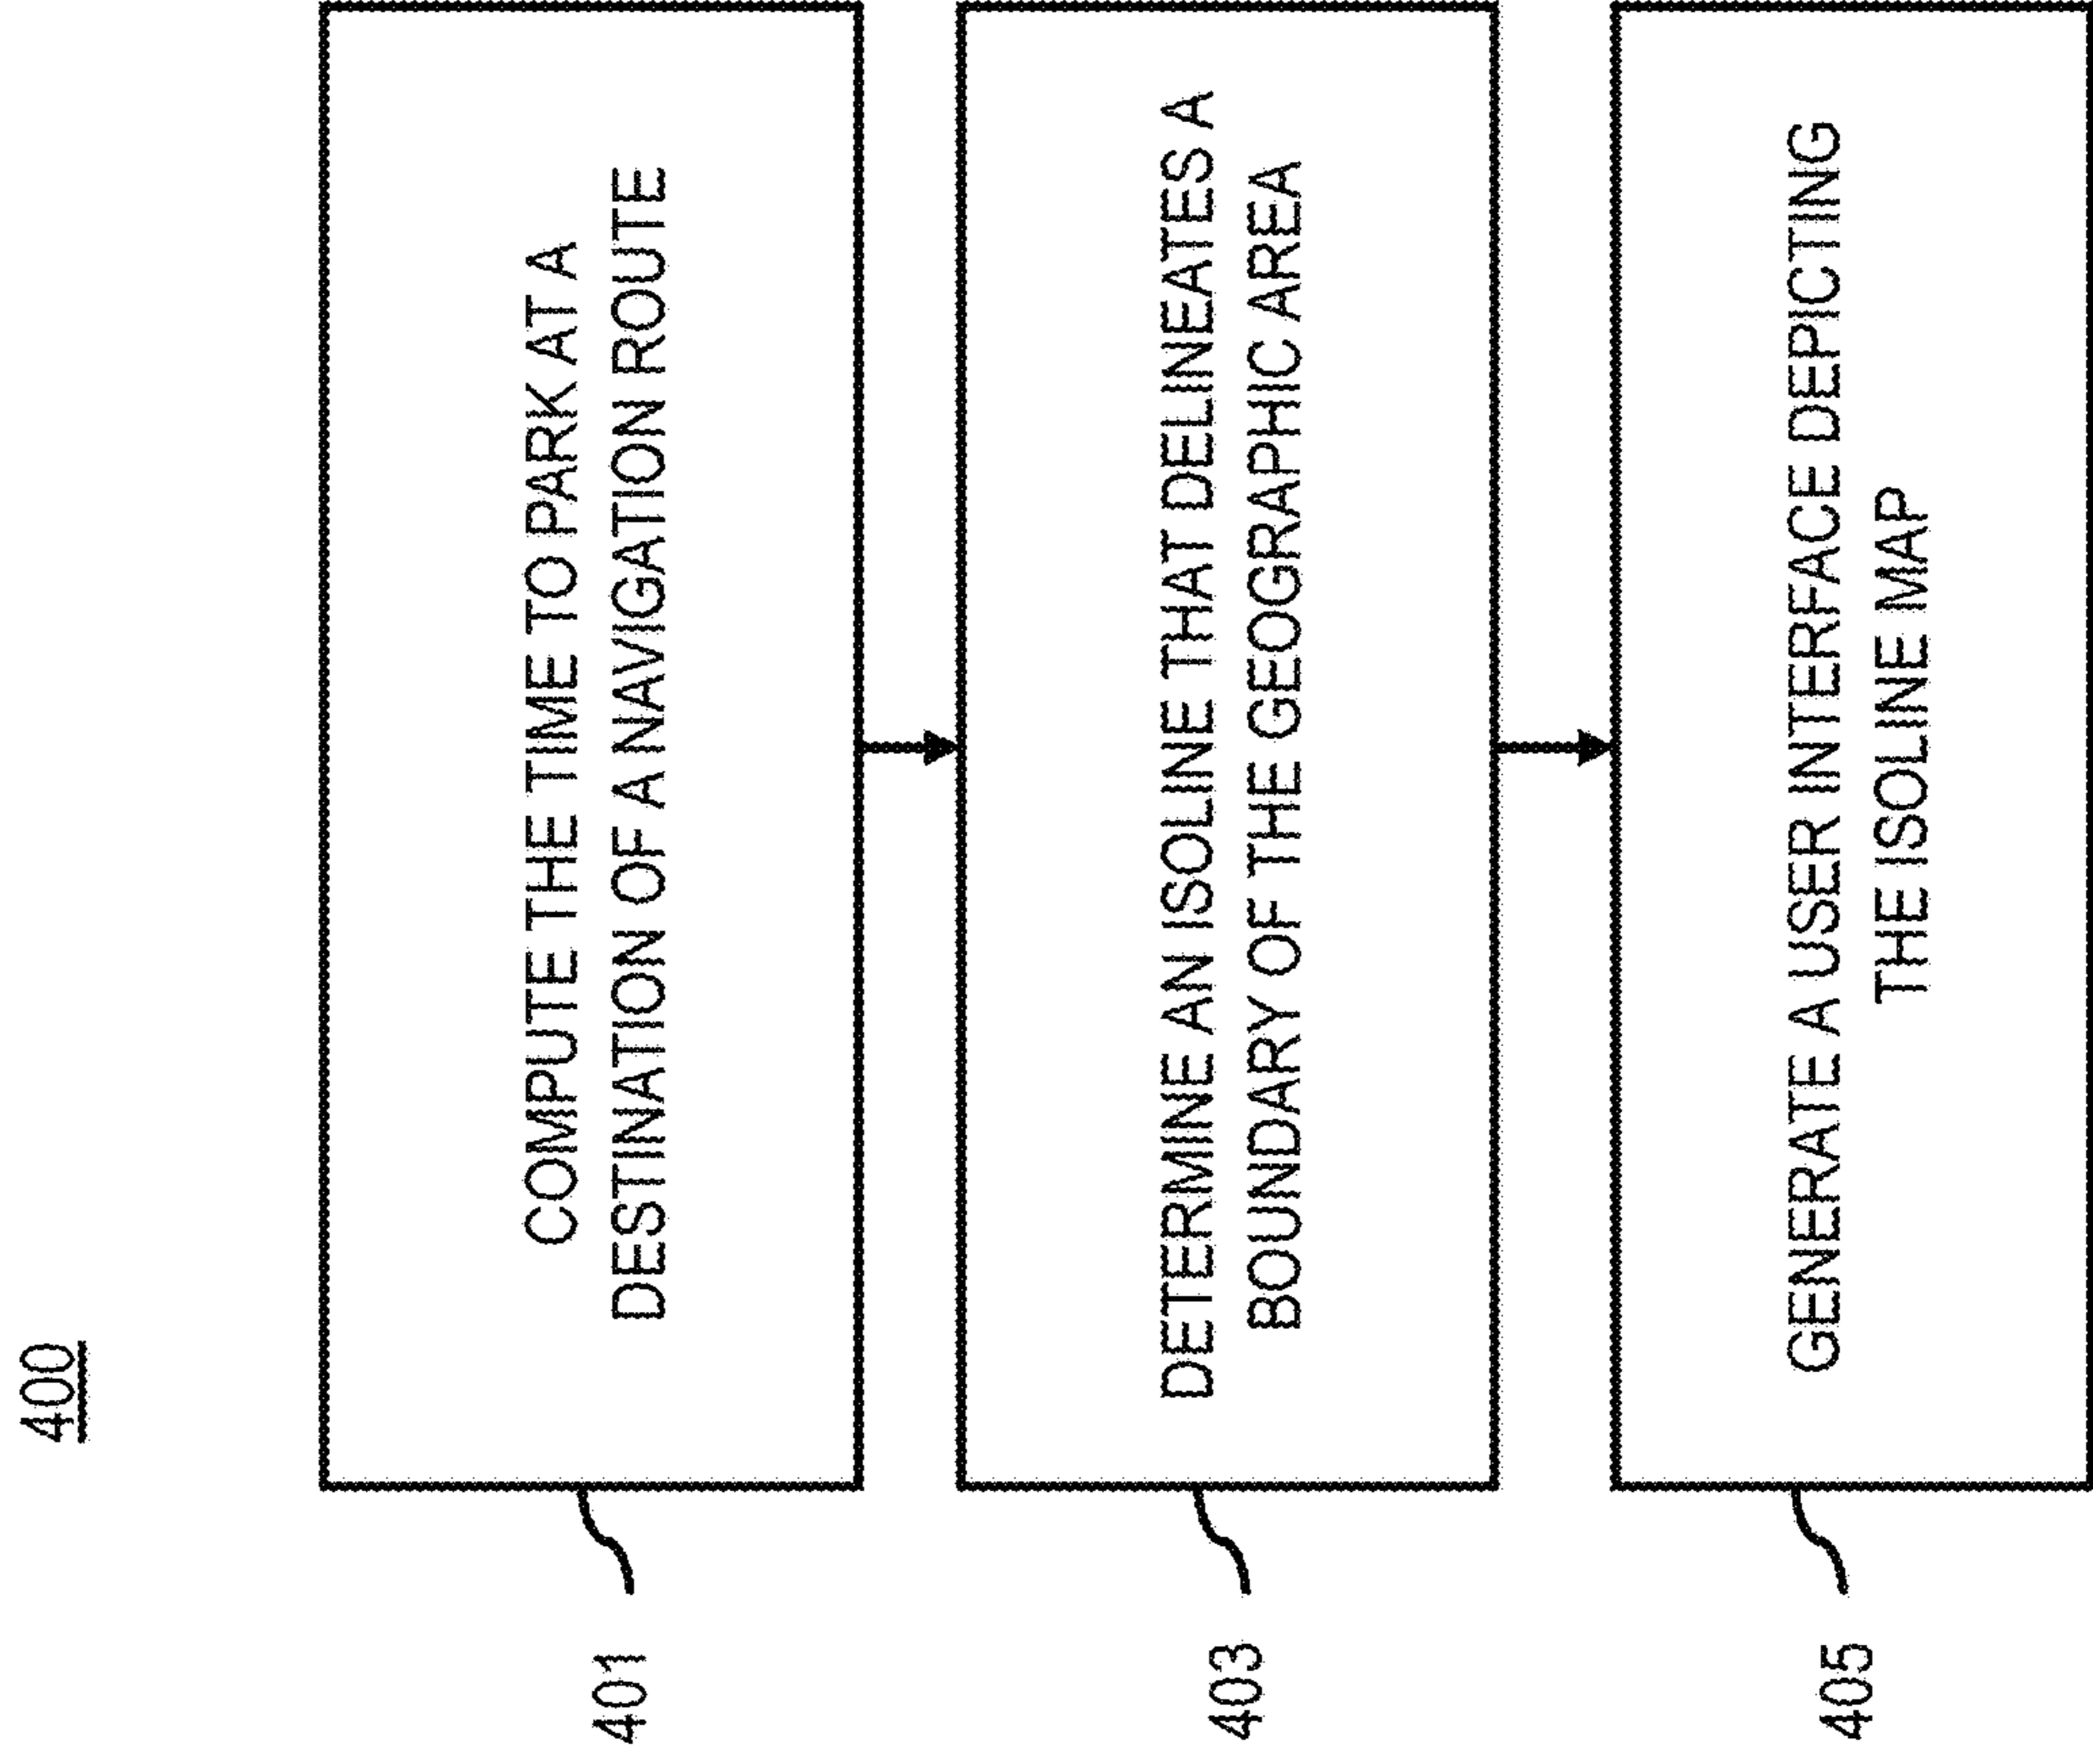 400
401
COMPUTE THE TIME TO PARK AT A
DESTINATION OF A NAVIGATION ROUTE
403
DETERMINE AN ISOLINE THAT DELINEATES A
BOUNDARY OF THE GEOGRAPHIC AREA
405
GENERATE A USER INTERFACE DEPICTING
THE ISOLINE MAP